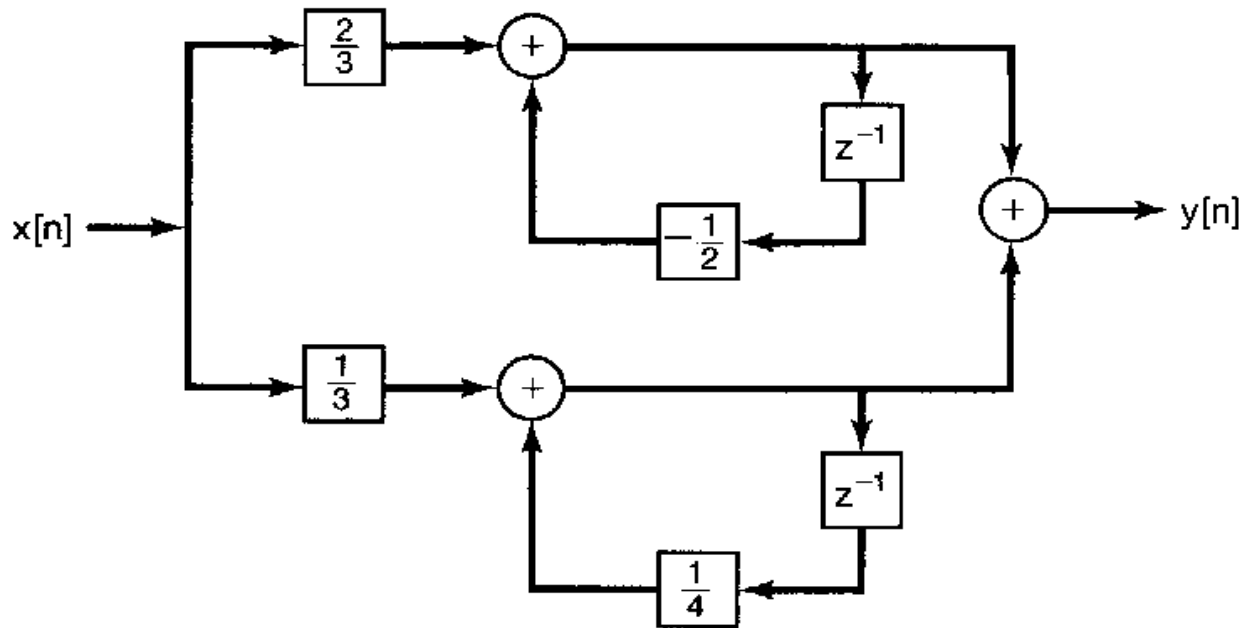 2/3
+
z⁻¹
-1/2
x[n]
+
y[n]
1/3
+
z⁻¹
1/4